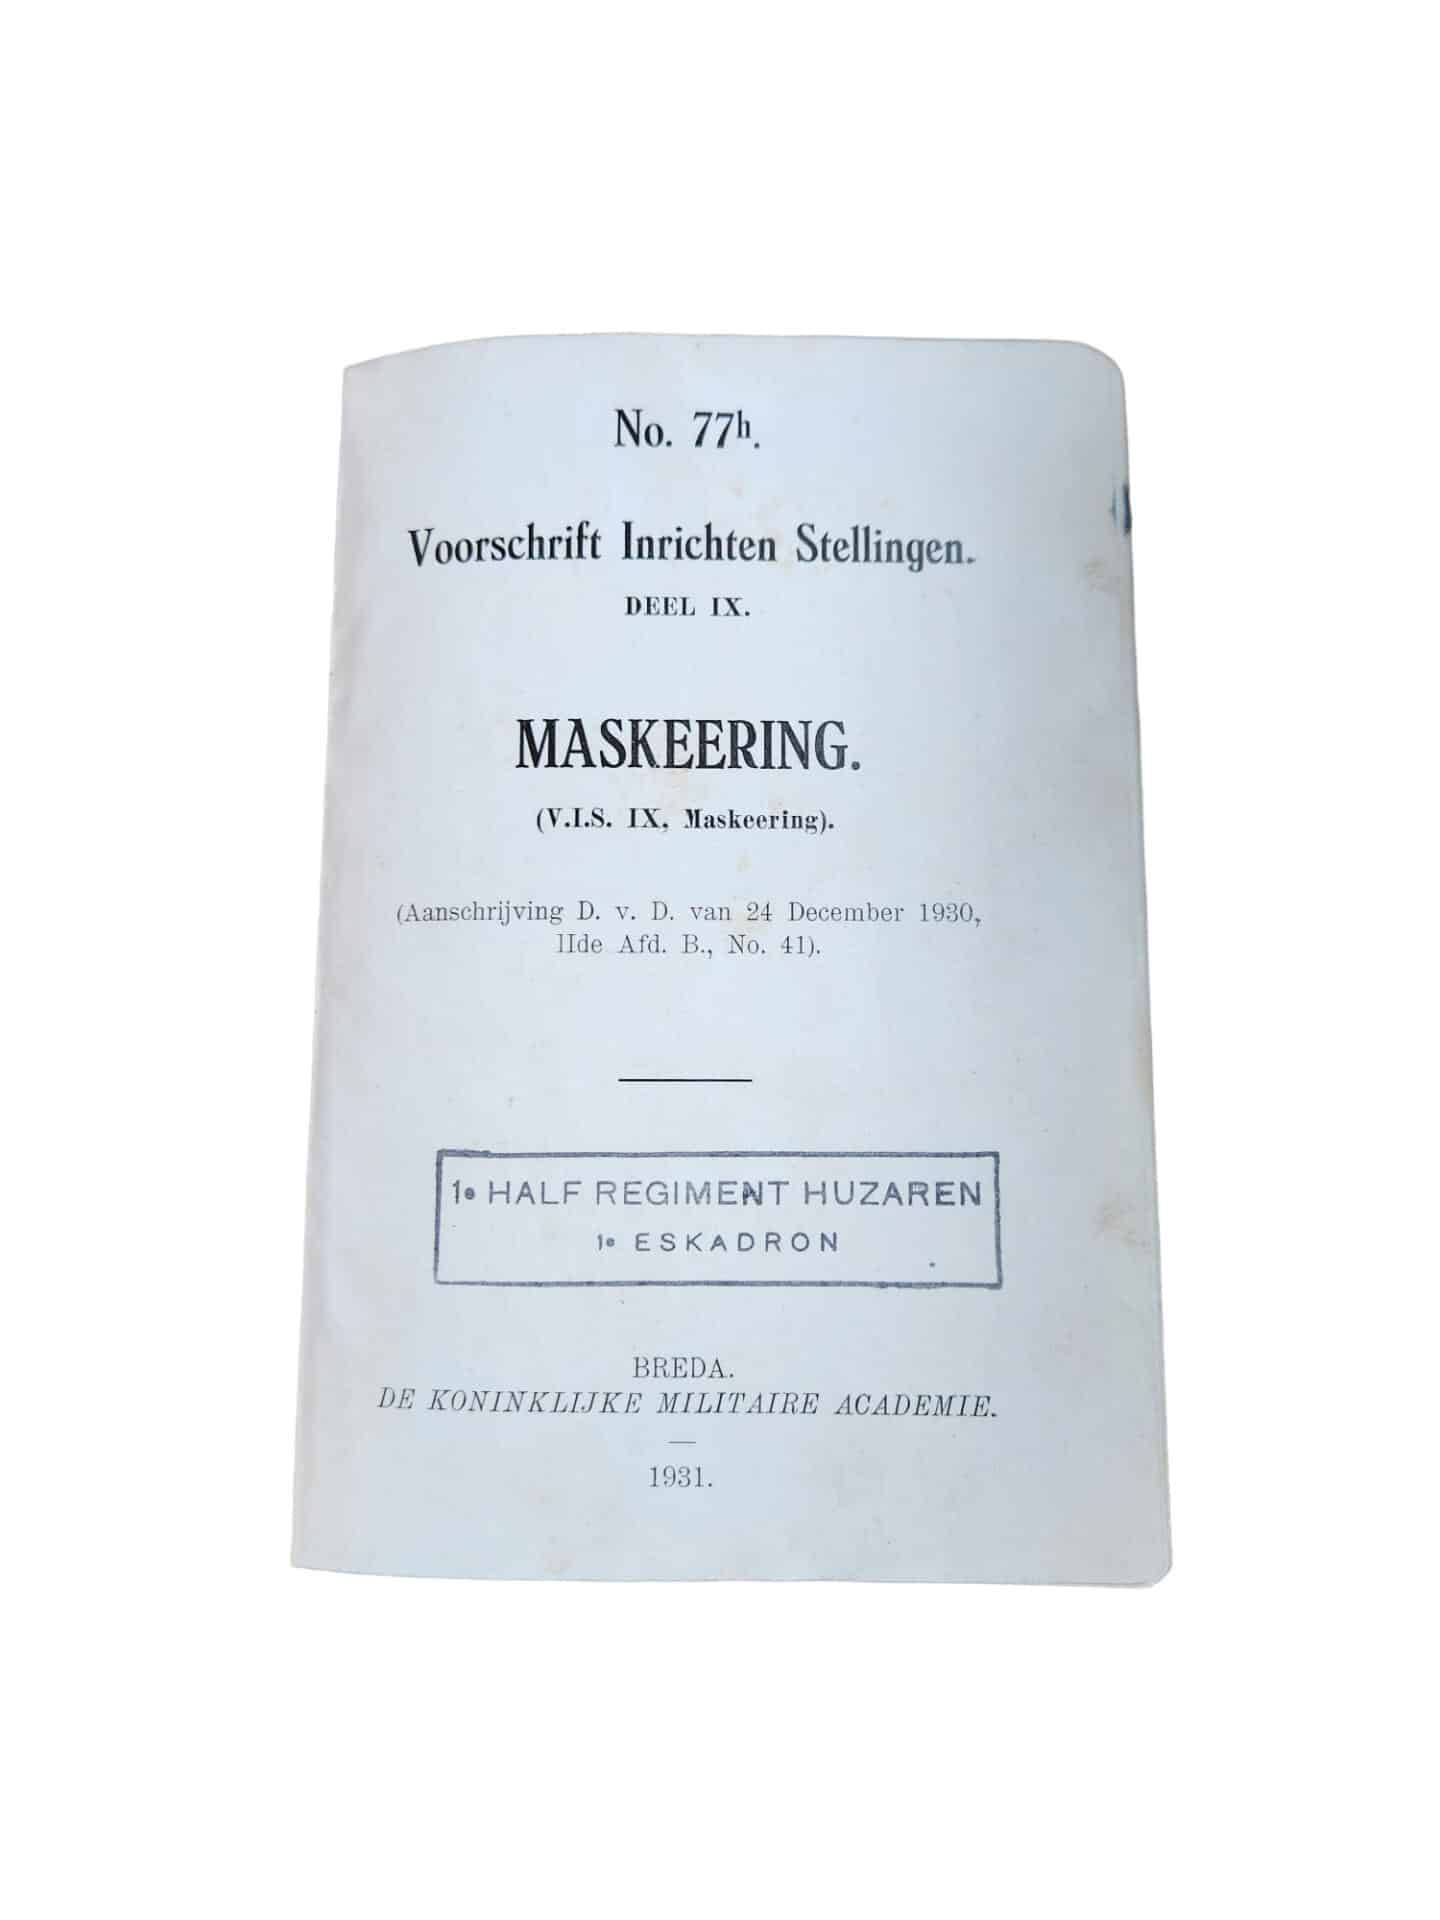 No. 77h.
Voorschrift Inrichten Stellingen.
DEEL IX.
MASKEERING.
(V.I.S. IX, Maskeering).
(Aanschrijving D. v. D. van 24 December 1930,
IIde Afd. B., No. 41).
1e HALF REGIMENT HUZAREN
1e ESKADRON
BREDA.
DE KONINKLIJKE MILITAIRE ACADEMIE.
1931.